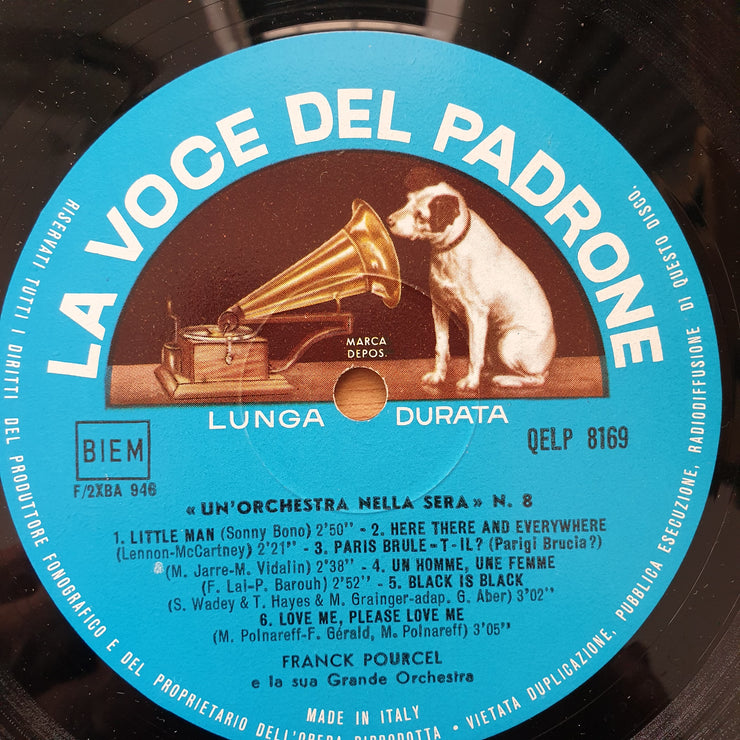 LA VOCE DEL PADRONE
RISERVATI TUTTI I DIRITTI DEL PRODUTTORE FONOGRAFICO E DEL PROPRIETARIO DELL'OPERA RIPRODOTTA • VIETATA DUPLICAZIONE, PUBBLICA ESECUZIONE, RADIODIFFUSIONE DI QUESTO DISCO.
MARCA
DEPOS.
LUNGA DURATA
BIEM
QELP 8169
F/2XBA 946
« UN'ORCHESTRA NELLA SERA » N. 8
1. LITTLE MAN (Sonny Bono) 2'50" - 2. HERE THERE AND EVERYWHERE
(Lennon-McCartney) 2'21" - 3. PARIS BRULE-T-IL? (Parigi Brucia?)
(M. Jarre-M. Vidalin) 2'38" - 4. UN HOMME, UNE FEMME
(F. Lai-P. Barouh) 2'52" - 5. BLACK IS BLACK
(S. Wadey & T. Hayes & M. Grainger-adap. G. Aber) 3'02"
6. LOVE ME, PLEASE LOVE ME
(M. Polnareff-F. Gérald, M. Polnareff) 3'05"
FRANCK POURCEL
e la sua Grande Orchestra
MADE IN ITALY